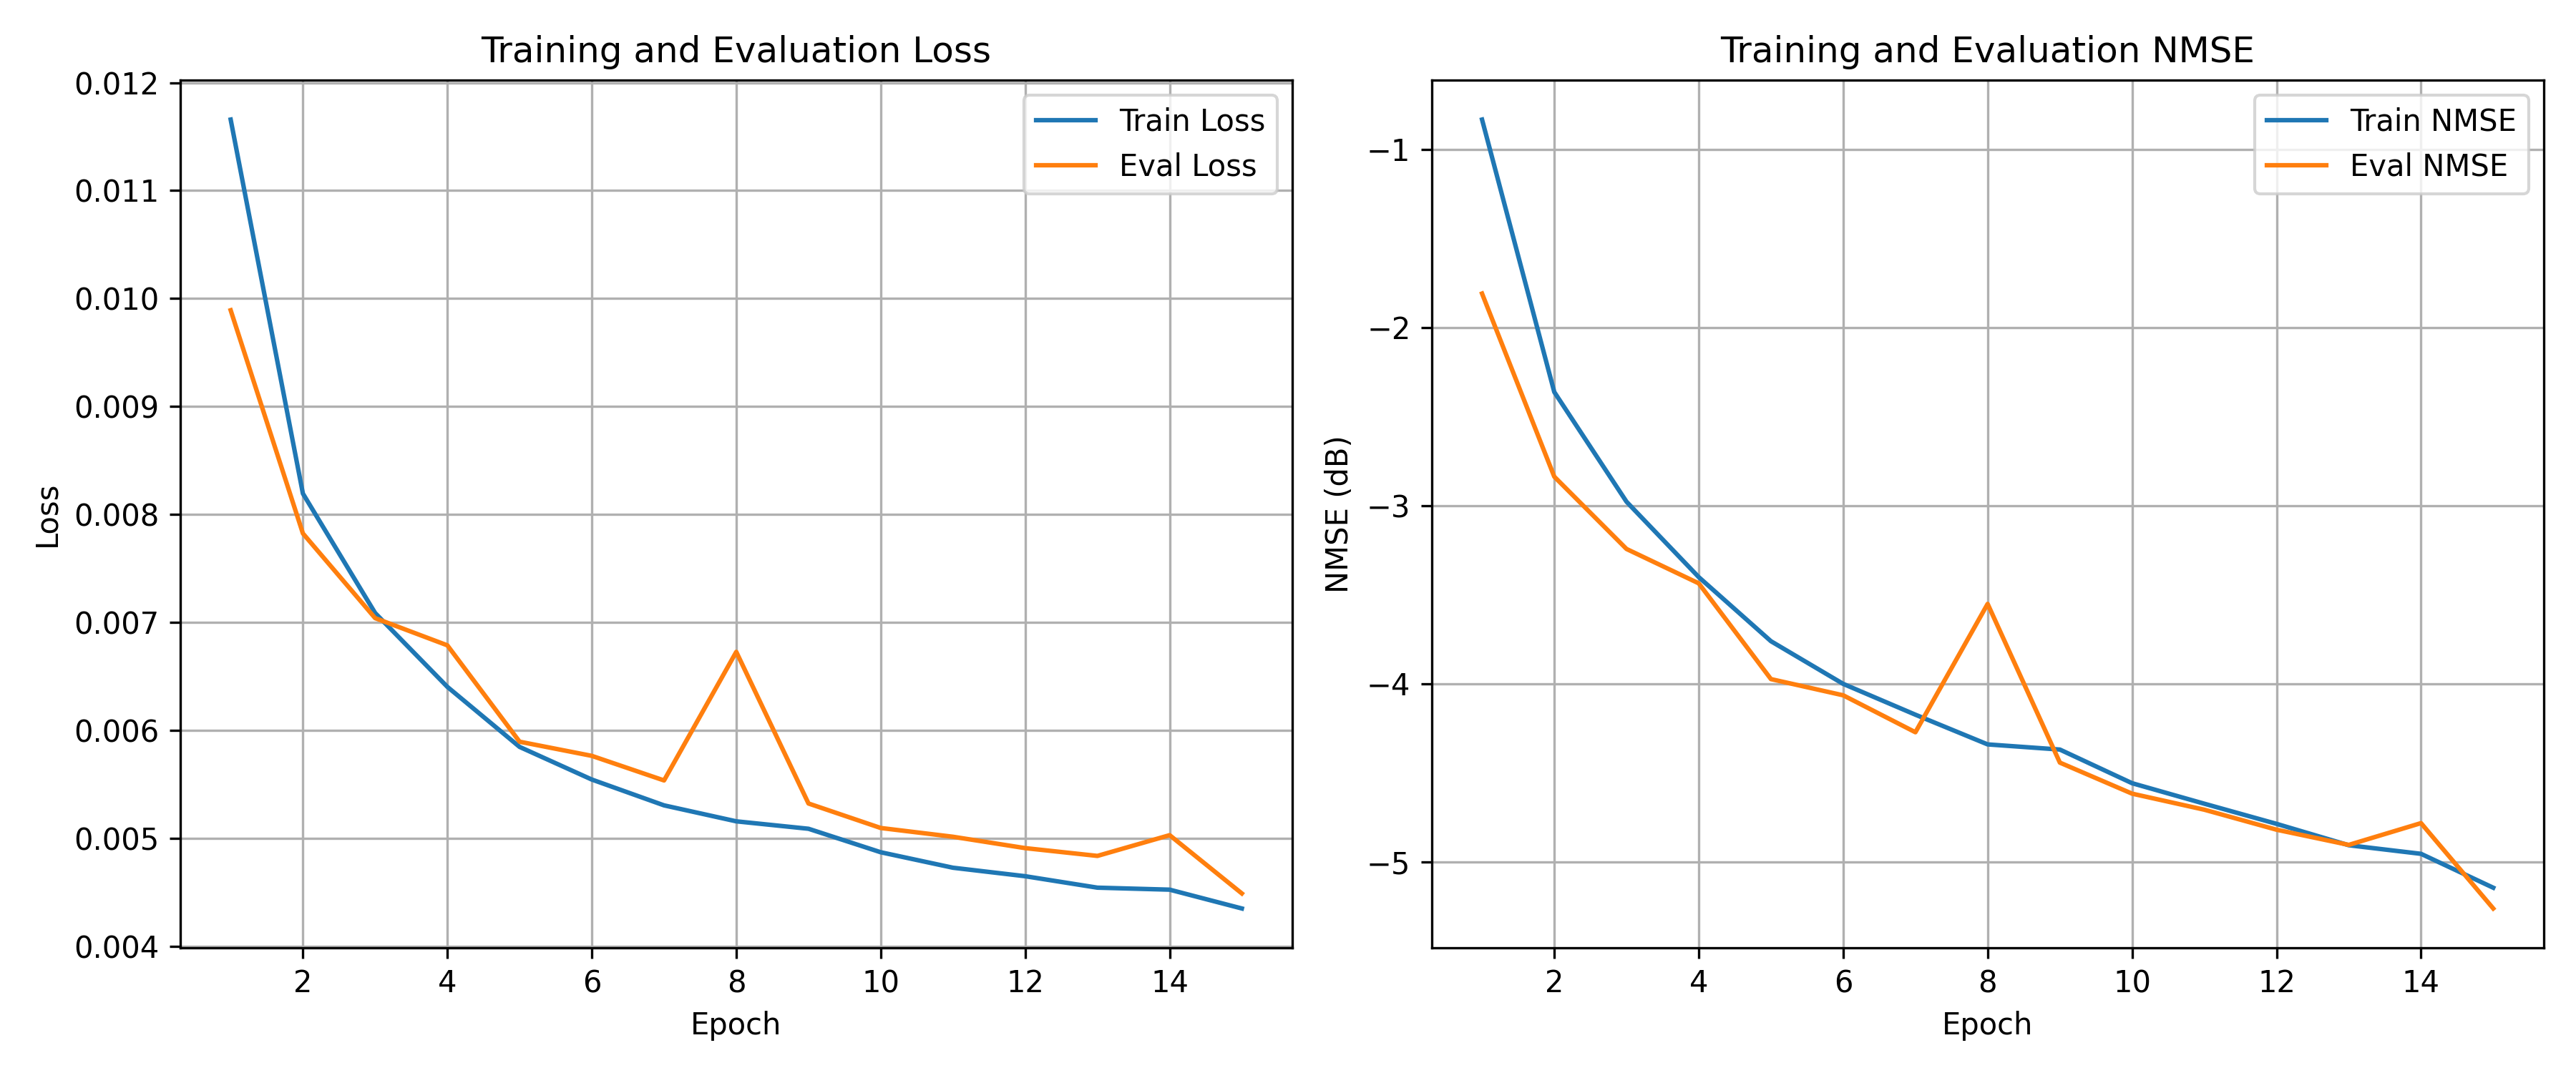 Training and Evaluation Loss
0.012
0.011
0.010
0.009
0.008
0.007
0.006
0.005
0.004
Loss
Train Loss
Eval Loss
2 4 6 8 10 12 14
Epoch
Training and Evaluation NMSE
−1
−2
−3
−4
−5
NMSE (dB)
Train NMSE
Eval NMSE
2 4 6 8 10 12 14
Epoch